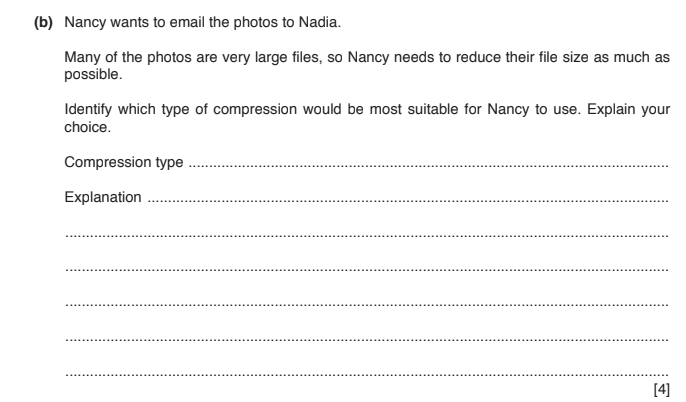 (b) Nancy wants to email the photos to Nadia.
Many of the photos are very large files, so Nancy needs to reduce their file size as much as
possible.
Identify which type of compression would be most suitable for Nancy to use. Explain your
choice.
Compression type ....................................................................................................................
Explanation ..............................................................................................................................
..................................................................................................................................................
..................................................................................................................................................
..................................................................................................................................................
..................................................................................................................................................
..................................................................................................................................................
[4]